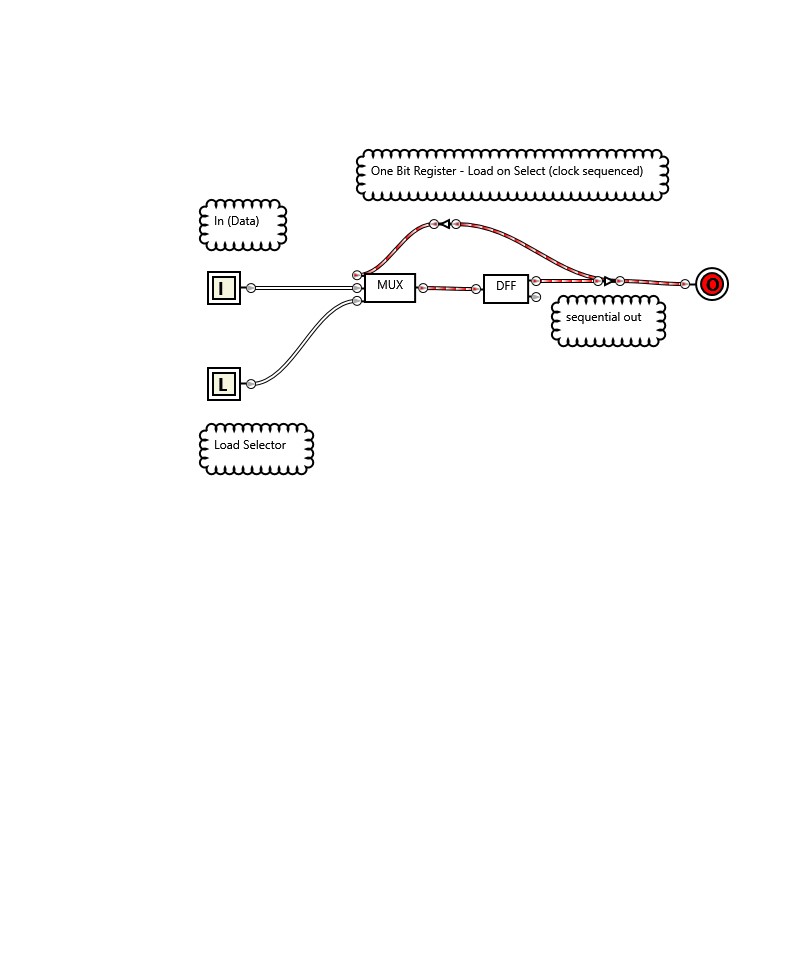 One Bit Register - Load on Select (clock sequenced)
In (Data)
I
MUX
DFF
O
sequential out
L
Load Selector